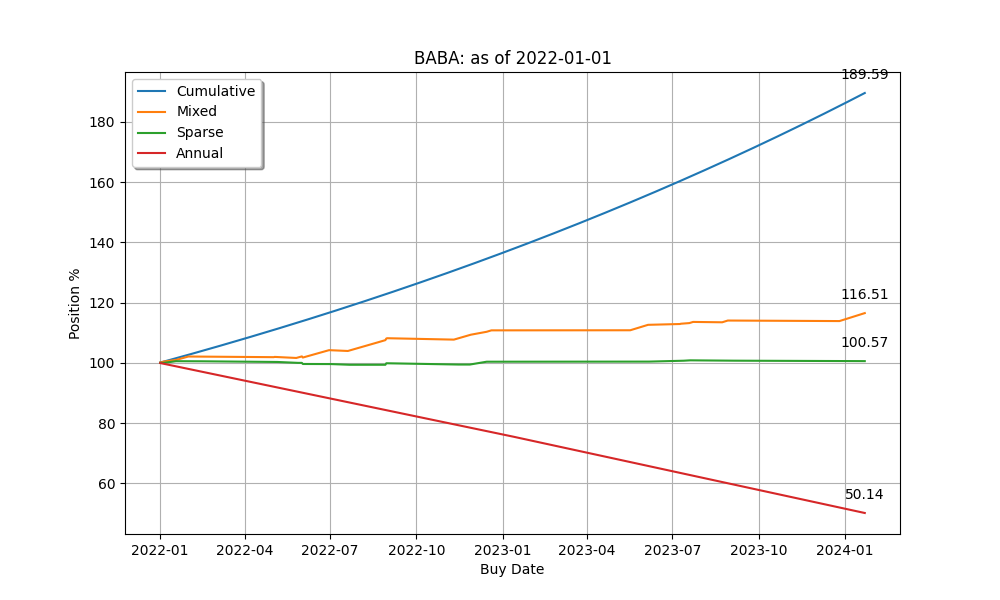 BABA: as of 2022-01-01
189.59
Cumulative
Mixed
Sparse
Annual
180
160
140
120
100
80
60
116.51
100.57
50.14
Position %
2022-01 2022-04 2022-07 2022-10 2023-01 2023-04 2023-07 2023-10 2024-01
Buy Date